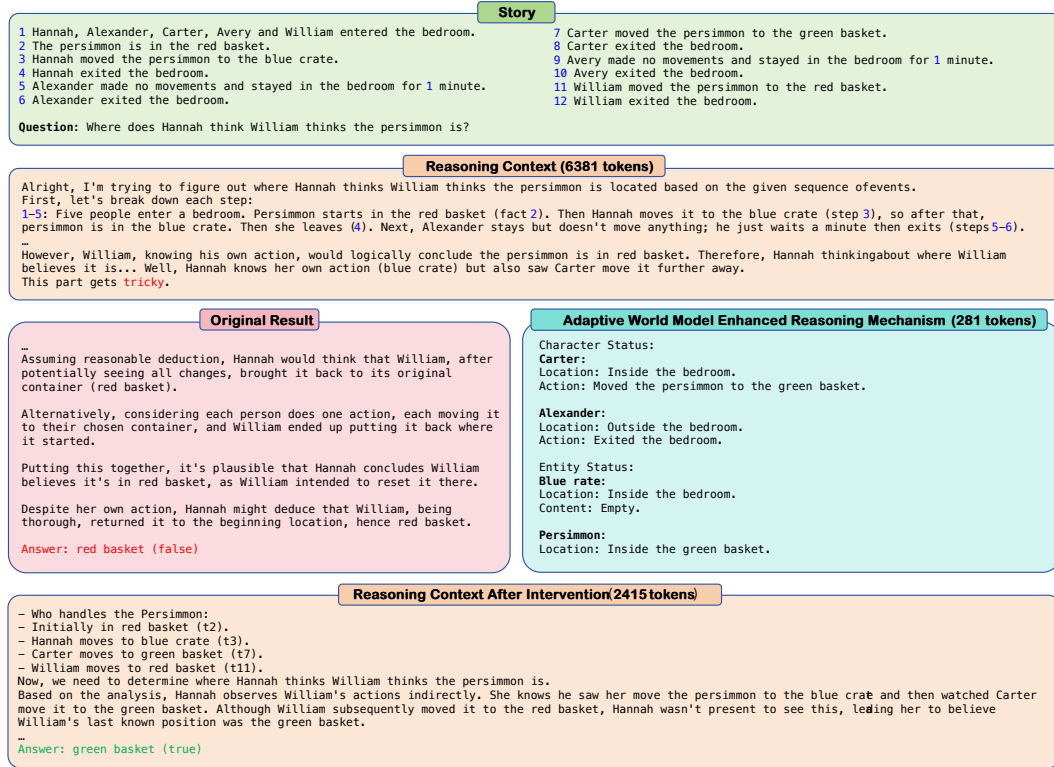 Story
1 Hannah, Alexander, Carter, Avery and William entered the bedroom.
2 The persimmon is in the red basket.
3 Hannah moved the persimmon to the blue crate.
4 Hannah exited the bedroom.
5 Alexander made no movements and stayed in the bedroom for 1 minute.
6 Alexander exited the bedroom.
7 Carter moved the persimmon to the green basket.
8 Carter exited the bedroom.
9 Avery made no movements and stayed in the bedroom for 1 minute.
10 Avery exited the bedroom.
11 William moved the persimmon to the red basket.
12 William exited the bedroom.
Question: Where does Hannah think William thinks the persimmon is?
Reasoning Context (6381 tokens)
Alright, I'm trying to figure out where Hannah thinks William thinks the persimmon is located based on the given sequence ofevents.
First, let's break down each step:
1-5: Five people enter a bedroom. Persimmon starts in the red basket (fact 2). Then Hannah moves it to the blue crate (step 3), so after that,
persimmon is in the blue crate. Then she leaves (4). Next, Alexander stays but doesn't move anything; he just waits a minute then exits (steps 5-6).
…
However, William, knowing his own action, would logically conclude the persimmon is in red basket. Therefore, Hannah thinkingabout where William
believes it is... Well, Hannah knows her own action (blue crate) but also saw Carter move it further away.
This part gets tricky.
Original Result
…
Assuming reasonable deduction, Hannah would think that William, after
potentially seeing all changes, brought it back to its original
container (red basket).
Alternatively, considering each person does one action, each moving it
to their chosen container, and William ended up putting it back where
it started.
Putting this together, it's plausible that Hannah concludes William
believes it's in red basket, as William intended to reset it there.
Despite her own action, Hannah might deduce that William, being
thorough, returned it to the beginning location, hence red basket.
Answer: red basket (false)
Adaptive World Model Enhanced Reasoning Mechanism (281 tokens)
Character Status:
Carter:
Location: Inside the bedroom.
Action: Moved the persimmon to the green basket.
Alexander:
Location: Outside the bedroom.
Action: Exited the bedroom.
Entity Status:
Blue rate:
Location: Inside the bedroom.
Content: Empty.
Persimmon:
Location: Inside the green basket.
Reasoning Context After Intervention(2415 tokens)
- Who handles the Persimmon:
- Initially in red basket (t2).
- Hannah moves to blue crate (t3).
- Carter moves to green basket (t7).
- William moves to red basket (t11).
Now, we need to determine where Hannah thinks William thinks the persimmon is.
Based on the analysis, Hannah observes William's actions indirectly. She knows he saw her move the persimmon to the blue crate and then watched Carter
move it to the green basket. Although William subsequently moved it to the red basket, Hannah wasn't present to see this, leading her to believe
William's last known position was the green basket.
…
Answer: green basket (true)